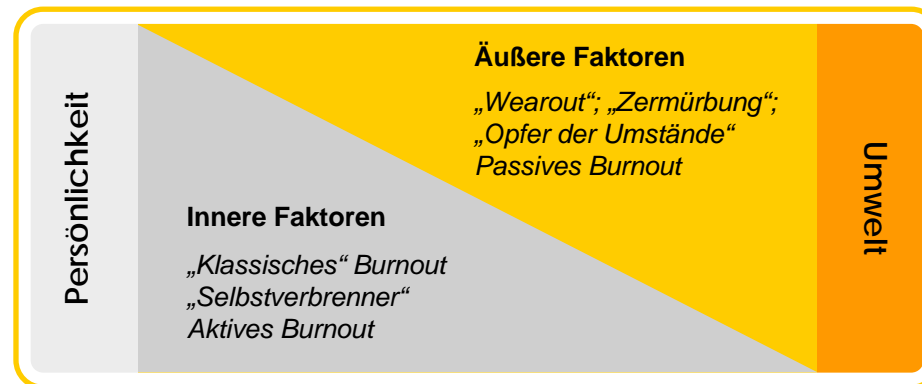 Persönlichkeit
Äußere Faktoren
„Wearout“; „Zermürbung“;
„Opfer der Umstände“
Passives Burnout
Innere Faktoren
„Klassisches“ Burnout
„Selbstverbrenner“
Aktives Burnout
Umwelt